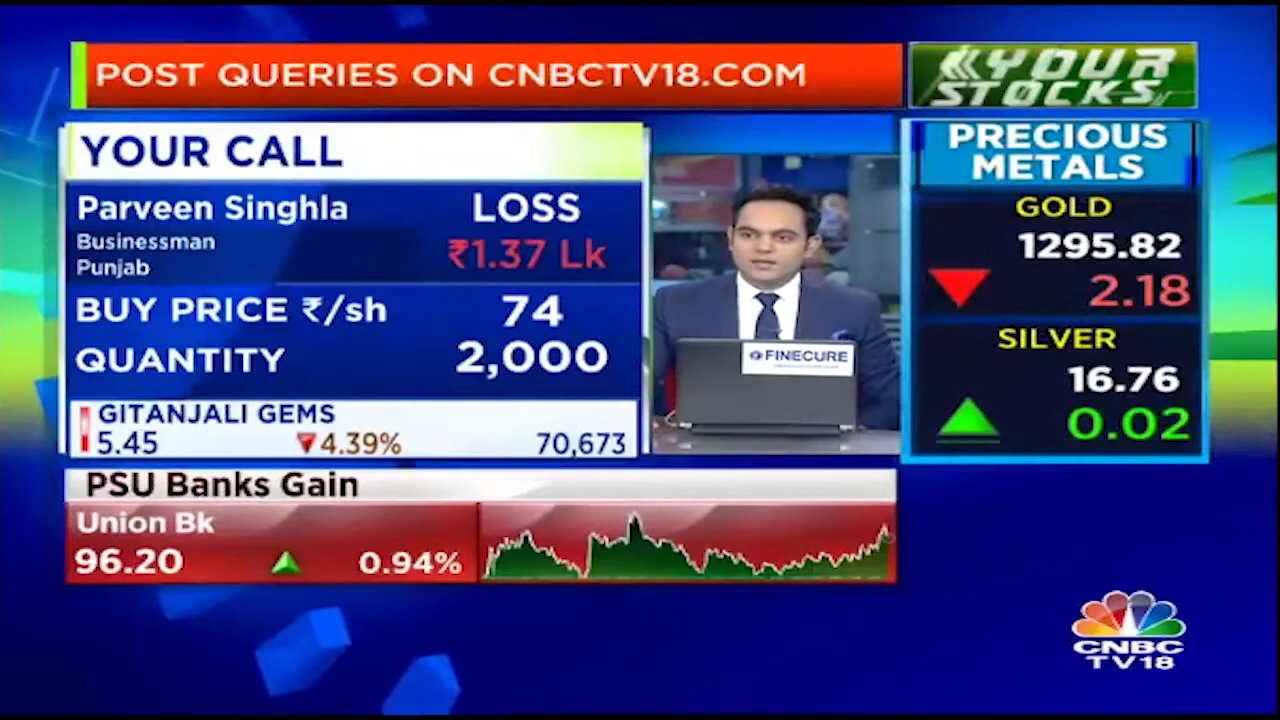 POST QUERIES ON CNBCTV18.COM
YOUR STOCKS
YOUR CALL
Parveen Singhla
Businessman
Punjab
LOSS
₹1.37 Lk
BUY PRICE ₹/sh 74
QUANTITY 2,000
GITANJALI GEMS
5.45 4.39% 70,673
FINECURE
PRECIOUS
METALS
GOLD
1295.82
2.18
SILVER
16.76
0.02
PSU Banks Gain
Union Bk
96.20 0.94%
CNBC
TV18